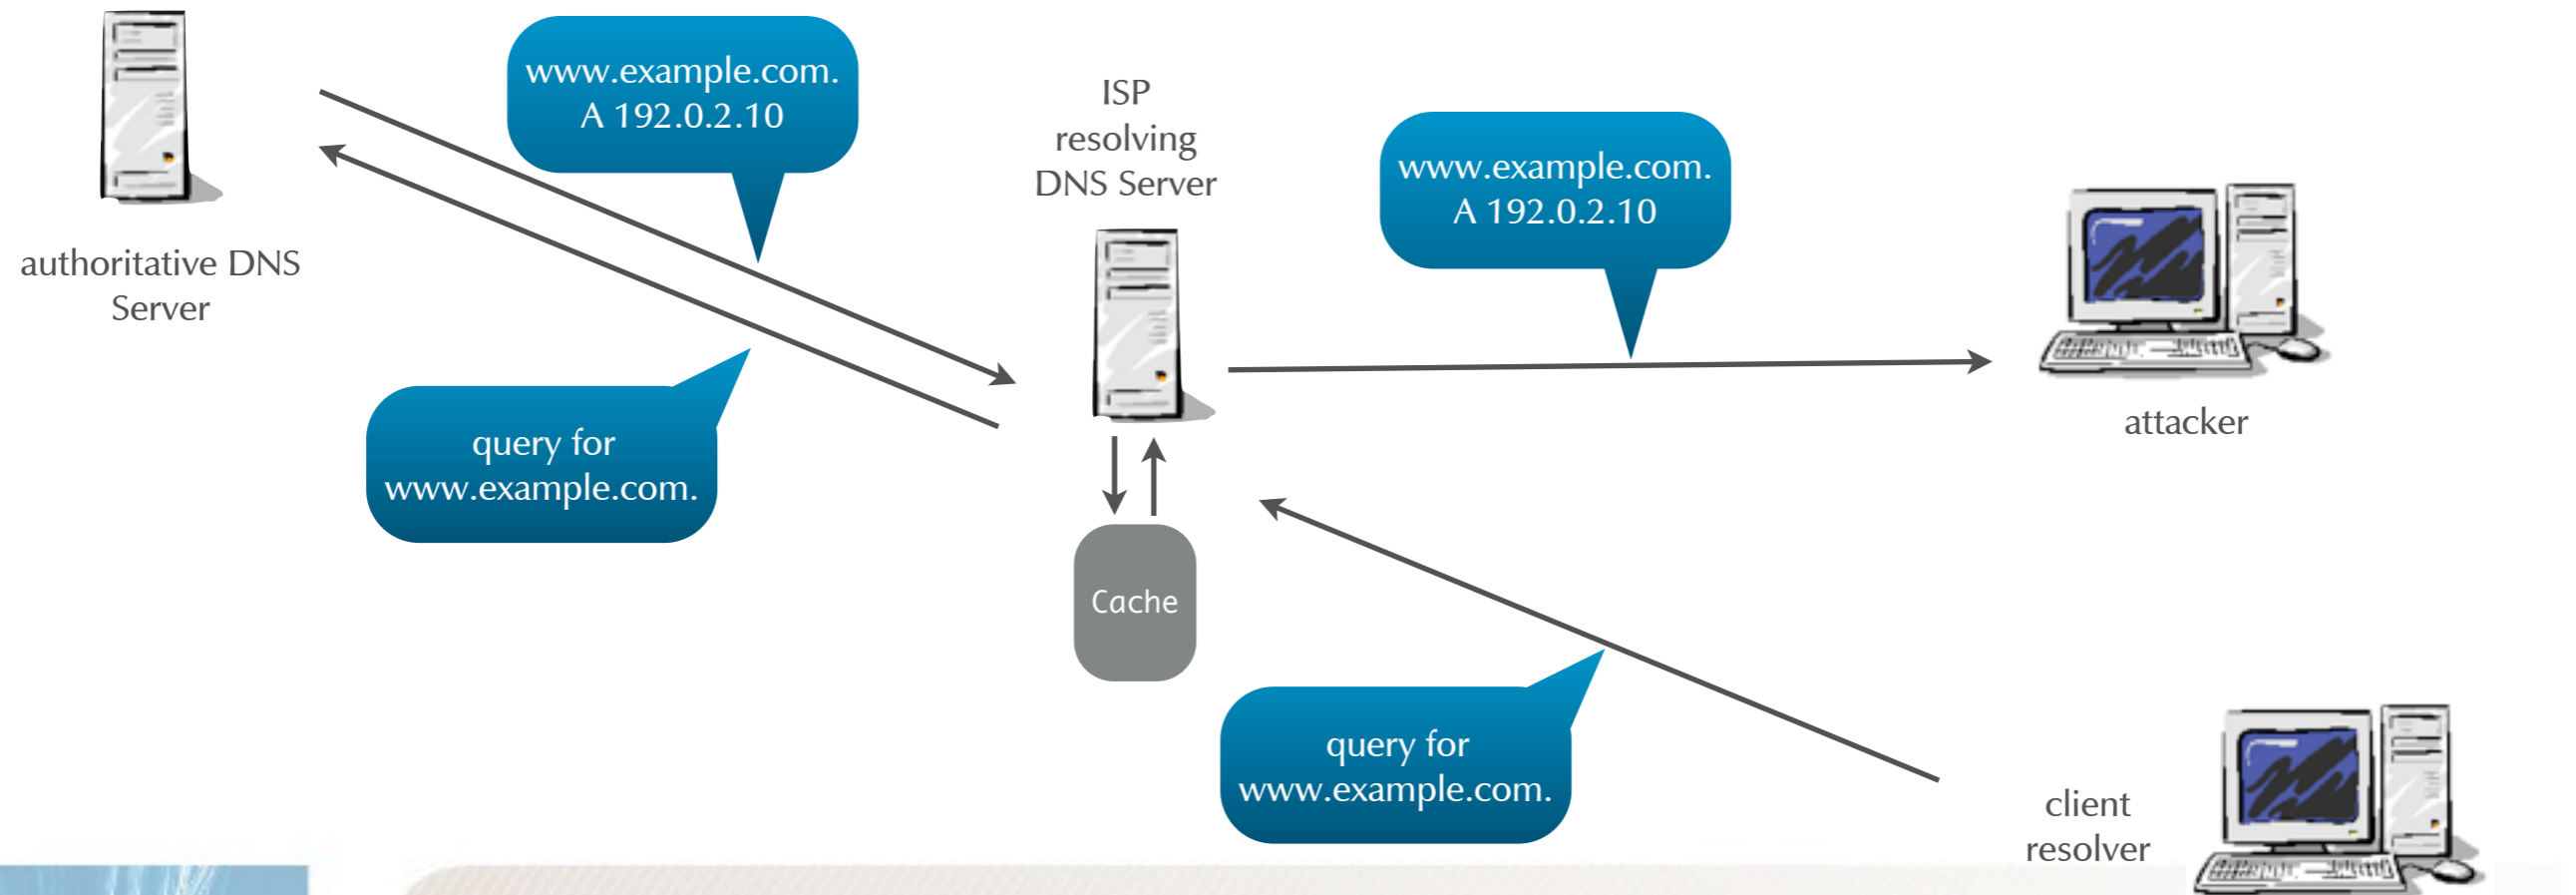 www.example.com.
A 192.0.2.10
ISP
resolving
DNS Server
www.example.com.
A 192.0.2.10
authoritative DNS
Server
query for
www.example.com.
attacker
Cache
query for
www.example.com.
client
resolver